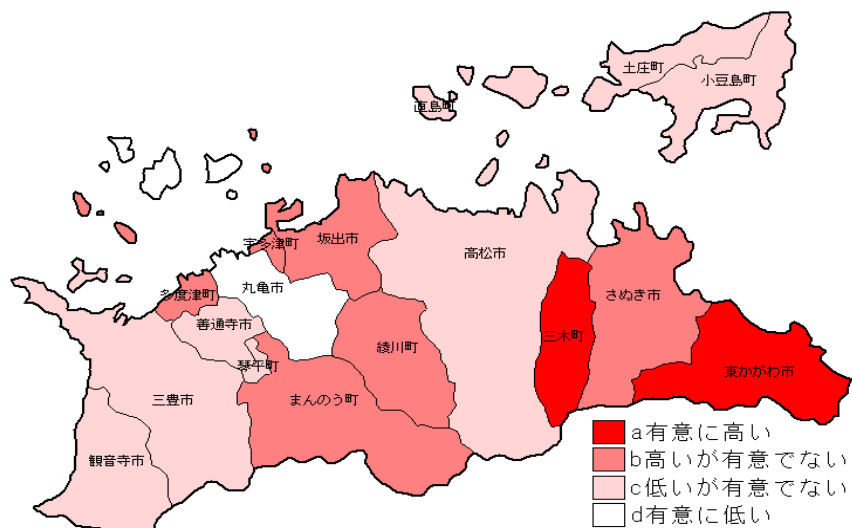 土庄町
小豆島町
直島町
宇多津町
坂出市
高松市
丸亀市
多度津町
さぬき市
善通寺市
三木町
綾川町
琴平町
東かがわ市
三豊市
まんのう町
観音寺市
a有意に高い
b高いが有意でない
c低いが有意でない
d有意に低い